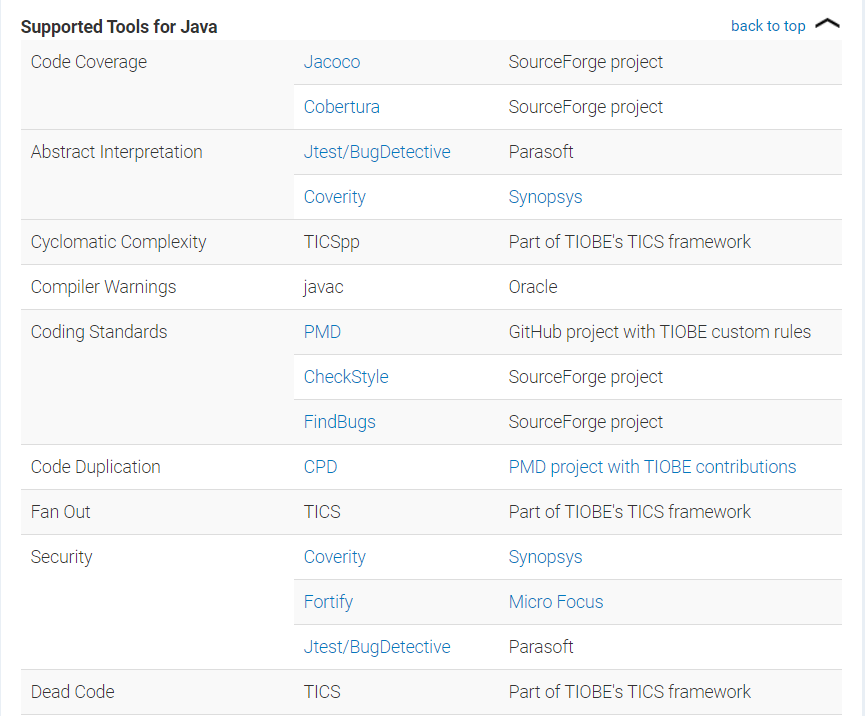 Supported Tools for Java back to top
Code Coverage Jacoco SourceForge project
Cobertura SourceForge project
Abstract Interpretation Jtest/BugDetective Parasoft
Coverity Synopsys
Cyclomatic Complexity TICSpp Part of TIOBE's TICS framework
Compiler Warnings javac Oracle
Coding Standards PMD GitHub project with TIOBE custom rules
CheckStyle SourceForge project
FindBugs SourceForge project
Code Duplication CPD PMD project with TIOBE contributions
Fan Out TICS Part of TIOBE's TICS framework
Security Coverity Synopsys
Fortify Micro Focus
Jtest/BugDetective Parasoft
Dead Code TICS Part of TIOBE's TICS framework